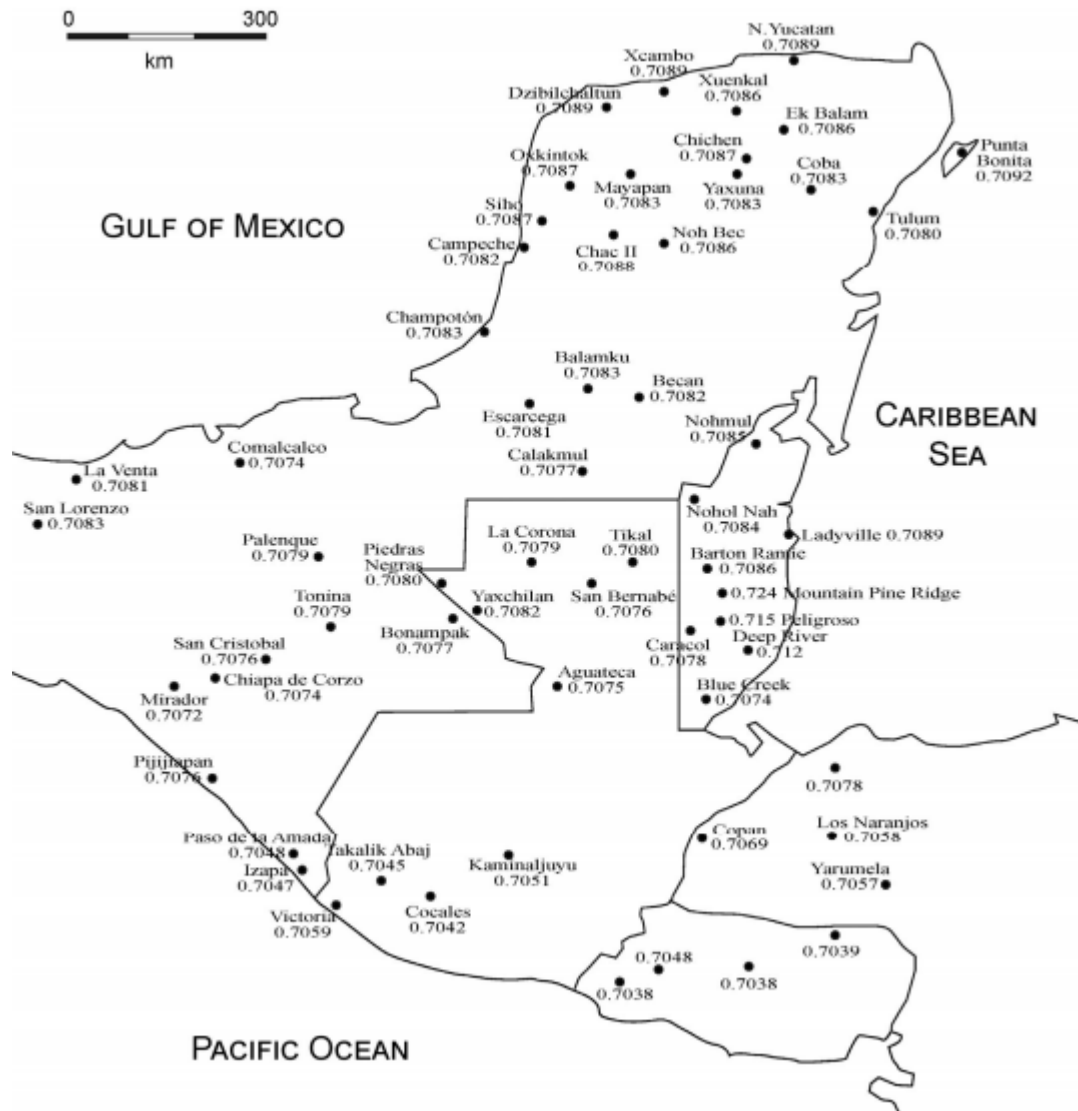 0 300
km
N.Yucatan
0.7089
Xcambo
0.7089
Xuenkal
0.7086
Dzibilchaltun
0.7089
Ek Balam
0.7086
Chichen
0.7087
Punta
Bonita
0.7092
Oxkintok
0.7087
Coba
0.7083
Mayapan
0.7083
Yaxuna
0.7083
Siho
0.7087
Tulum
0.7080
GULF OF MEXICO
Campeche
0.7082
Noh Bec
0.7086
Chac II
0.7088
Champotón
0.7083
Balamku
0.7083
Becan
0.7082
Escarcega
0.7081
Nohmul
0.7085
CARIBBEAN
SEA
Comalcalco
0.7074
Calakmul
0.7077
La Venta
0.7081
San Lorenzo
0.7083
Nohol Nah
0.7084
Ladyville 0.7089
Palenque
0.7079
La Corona
0.7079
Tikal
0.7080
Piedras
Negras
0.7080
Barton Ramie
0.7086
0.724 Mountain Pine Ridge
Yaxchilan
0.7082
San Bernabé
0.7076
Tonina
0.7079
Bonampak
0.7077
0.715 Peligroso
Caracol
0.7078
Deep River
0.712
San Cristobal
0.7076
Chiapa de Corzo
0.7074
Aguateca
0.7075
Blue Creek
0.7074
Mirador
0.7072
Pijijiapan
0.7076
0.7078
Copan
0.7069
Los Naranjos
0.7058
Paso de la Amada
0.7048
Takalik Abaj
0.7045
Izapa
0.7047
Kaminaljuyu
0.7051
Yarumela
0.7057
Victoria
0.7059
Cocales
0.7042
0.7039
0.7048
0.7038
0.7038
PACIFIC OCEAN